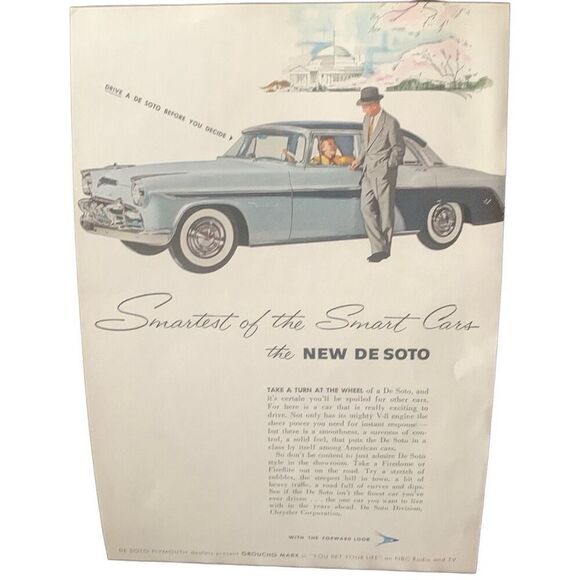 DRIVE A DE SOTO BEFORE YOU DECIDE
Smartest of the Smart Cars
the NEW DE SOTO
TAKE A TURN AT THE WHEEL of a De Soto, and
it's certain you'll be spoiled for other cars.
For here is a car that is really exciting to
drive. Not only has its mighty V-8 engine the
sheer power you need for instant response—
but there is a smoothness, a sureness of con-
trol, a solid feel, that puts the De Soto in a
class by itself among American cars.
So don't be content to just admire De Soto
style in the showroom. Take a Firedome or
Fireflite out on the road. Try a stretch of
cobbles, the steepest hill in town, a bit of
heavy traffic, a road full of curves and dips.
See if the De Soto isn't the finest car you've
ever driven . . . the one car you want to live
with in the years ahead. De Soto Division,
Chrysler Corporation.
WITH THE FORWARD LOOK
DE SOTO-PLYMOUTH dealers present GROUCHO MARX in "YOU BET YOUR LIFE" on NBC Radio and TV